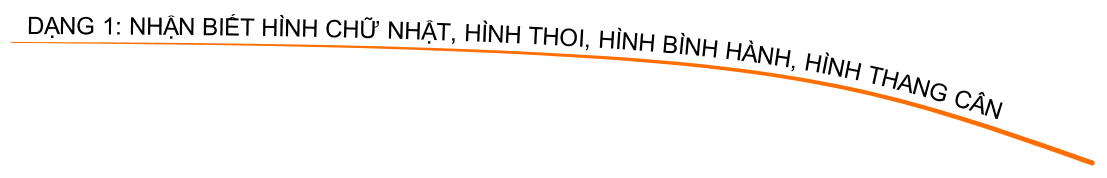 DẠNG 1: NHẬN BIẾT HÌNH CHỮ NHẬT, HÌNH THOI, HÌNH BÌNH HÀNH, HÌNH THANG CÂN